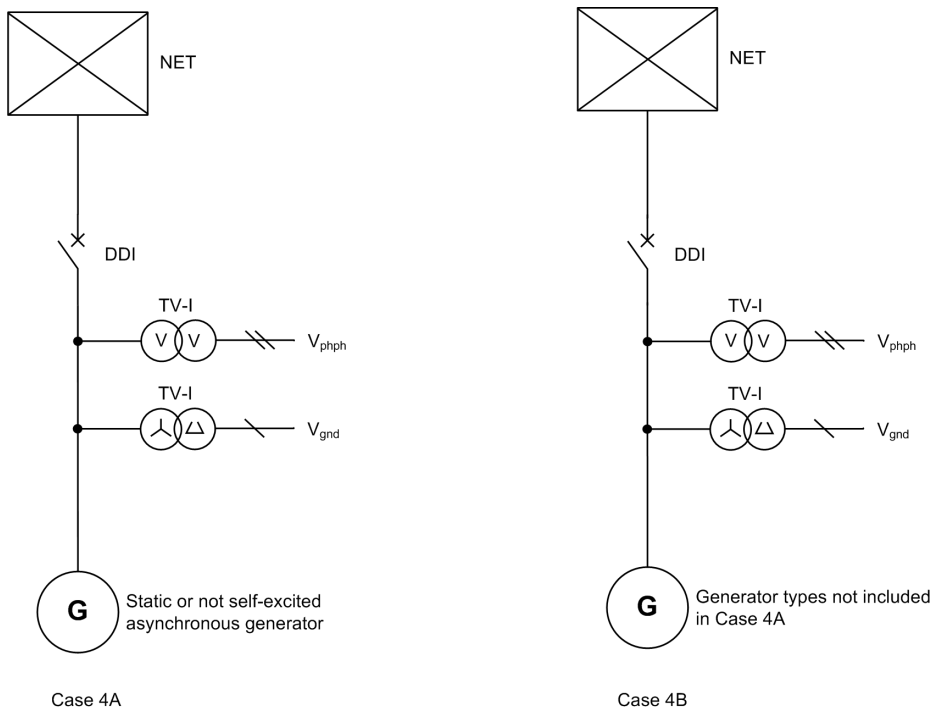 NET
DDI
TV-I
V V
Vphph
TV-I
Vgnd
G
Static or not self-excited
asynchronous generator
Case 4A
NET
DDI
TV-I
V V
Vphph
TV-I
Vgnd
G
Generator types not included
in Case 4A
Case 4B